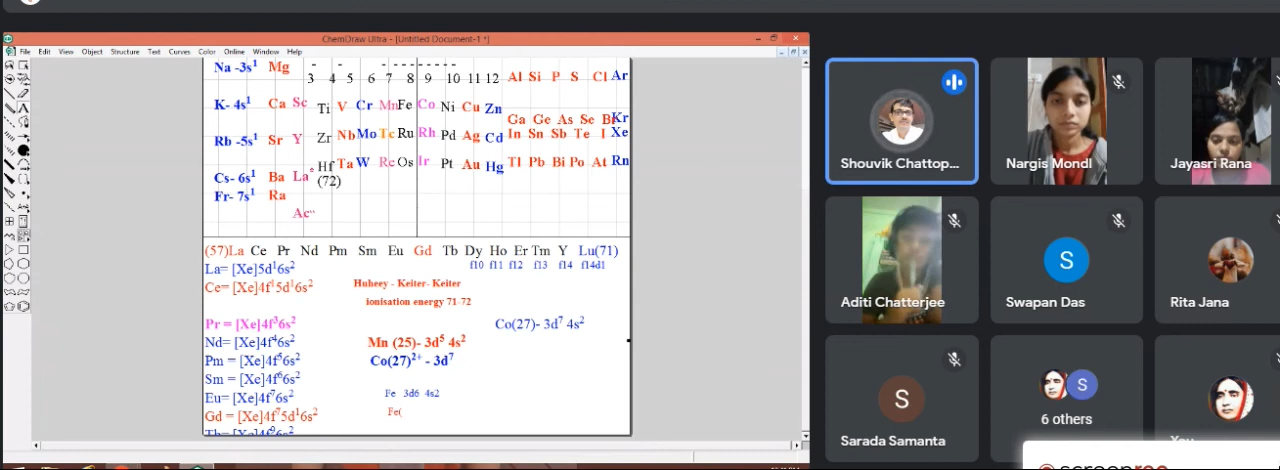 ChemDraw Ultra - [Untitled Document-1 *]
File Edit View Object Structure Text Curves Color Online Window Help
Na -3s¹ Mg 3 4 5 6 7 8 9 10 11 12 Al Si P S Cl Ar
K- 4s¹ Ca Sc Ti V Cr Mn Fe Co Ni Cu Zn Ga Ge As Se Br Kr
Rb -5s¹ Sr Y Zr Nb Mo Tc Ru Rh Pd Ag Cd In Sn Sb Te I Xe
Cs- 6s¹ Ba La* Hf Ta W Re Os Ir Pt Au Hg Tl Pb Bi Po At Rn
(72)
Fr- 7s¹ Ra
Ac**
(57)La Ce Pr Nd Pm Sm Eu Gd Tb Dy Ho Er Tm Y Lu(71)
f10 f11 f12 f13 f14 f14d1
La= [Xe]5d¹6s²
Ce= [Xe]4f¹5d¹6s²
Huheey - Keiter- Keiter
ionisation energy 71-72
Pr = [Xe]4f³6s²
Co(27)- 3d⁷ 4s²
Nd= [Xe]4f⁴6s²
Mn (25)- 3d⁵ 4s²
Pm = [Xe]4f⁵6s²
Co(27)²⁺ - 3d⁷
Sm = [Xe]4f⁶6s²
Eu= [Xe]4f⁷6s²
Fe 3d6 4s2
Gd = [Xe]4f⁷5d¹6s²
Fe(
Tb= [Xe]4f⁹6s²
Shouvik Chattop...
Nargis Mondl
Jayasri Rana
Aditi Chatterjee
S
Swapan Das
Rita Jana
S
Sarada Samanta
S
6 others
You
screenrec